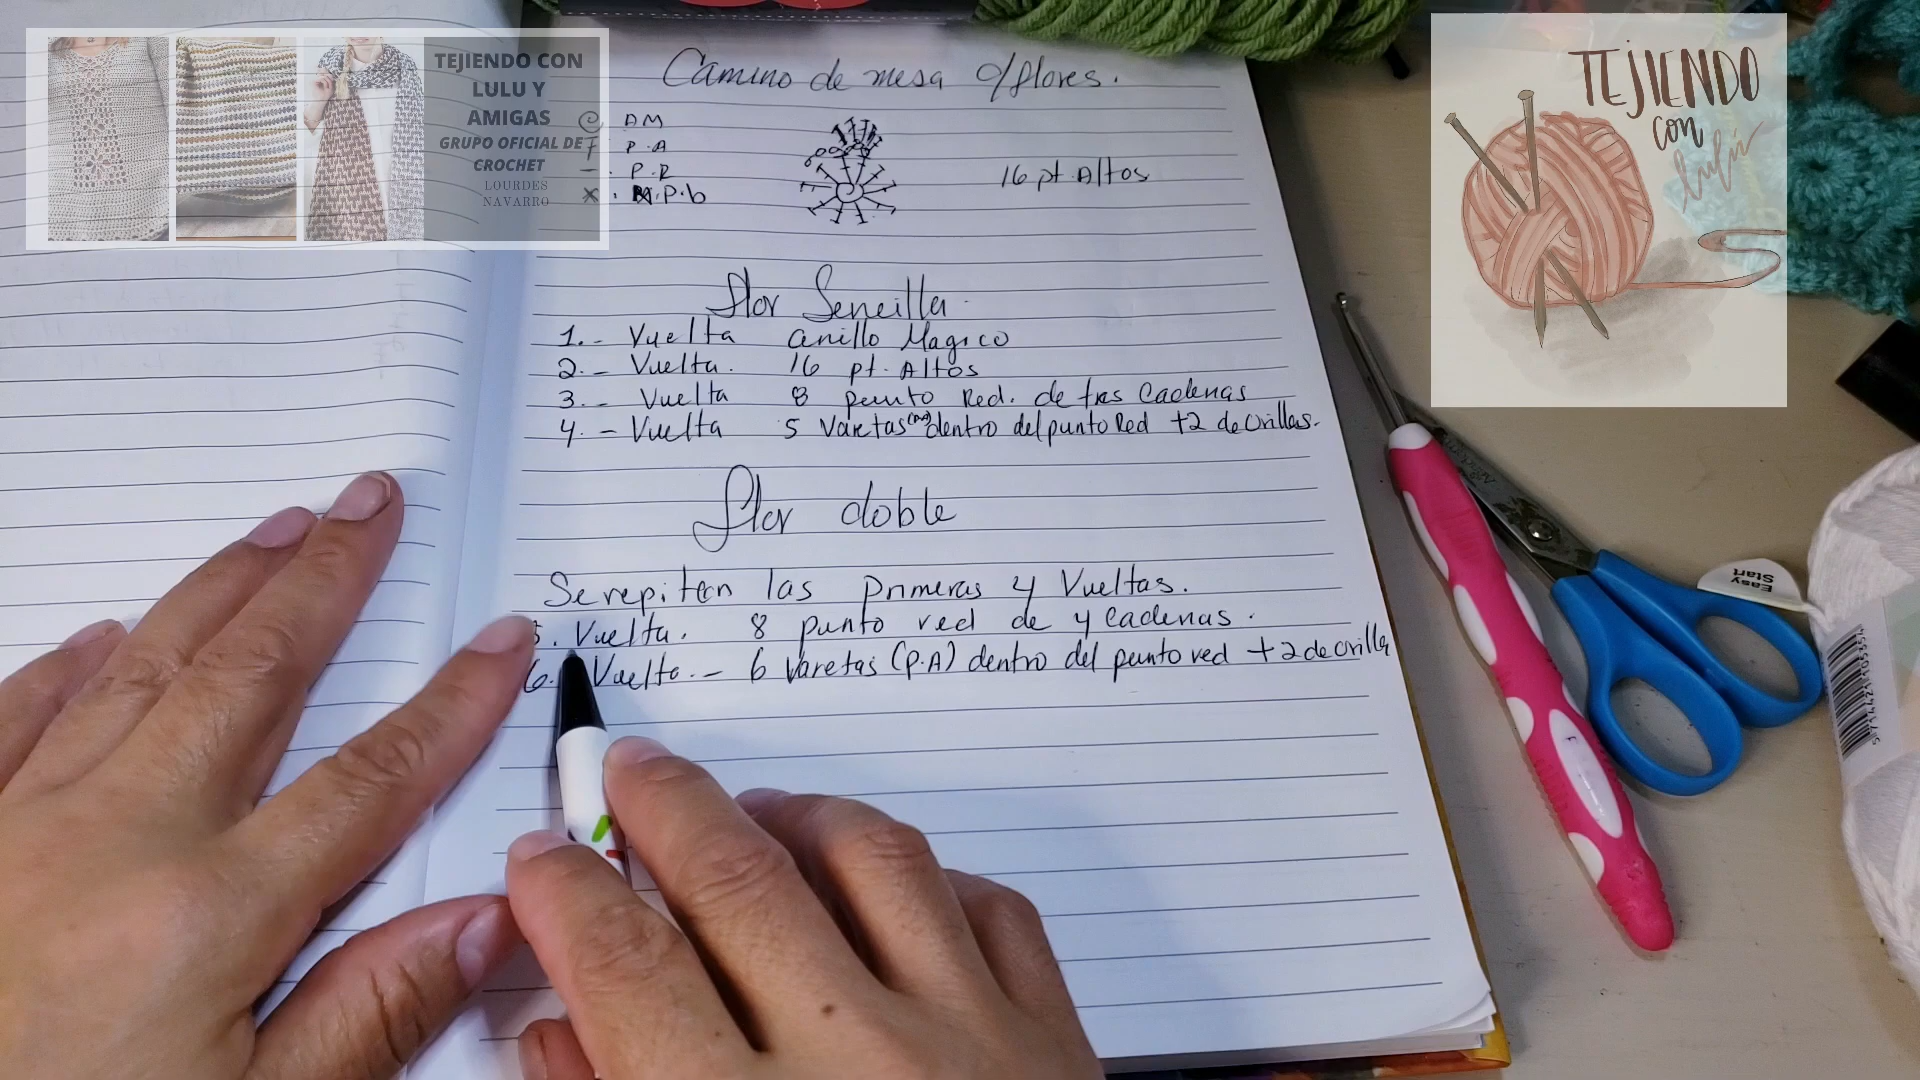 TEJIENDO CON
LULU Y
AMIGAS
GRUPO OFICIAL DE
CROCHET
LOURDES
NAVARRO
TEJIENDO
con
lulú
Camino de mesa c/flores.
AM
P.A
P.R
P.b
16 pt. Altos
Flor Sencilla
1.- Vuelta anillo Magico
2.- Vuelta. 16 pt. Altos
3.- Vuelta 8 punto Red. de tres Cadenas
4.- Vuelta 5 Varetas dentro del punto Red +2 de Orillas.
Flor doble
Se repiten las primeras 4 Vueltas.
5. Vuelta. 8 punto red de 4 Cadenas.
6. Vuelta.- 6 Varetas (P.A) dentro del punto red +2 de Orilla
Easy
Start